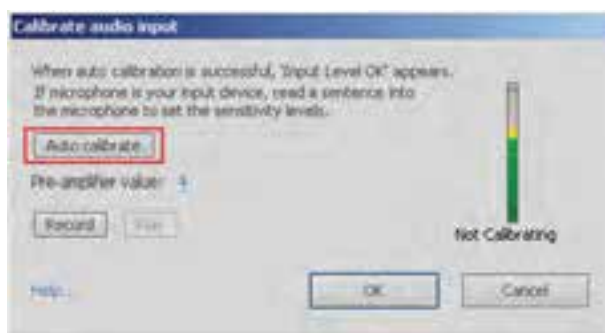 Calibrate audio input
When auto calibration is successful, 'Input Level OK' appears.
If microphone is your input device, read a sentence into
the microphone to set the sensitivity levels.
Auto calibrate
Pre-amplifier value:
Record
Not Calibrating
Help...
OK
Cancel